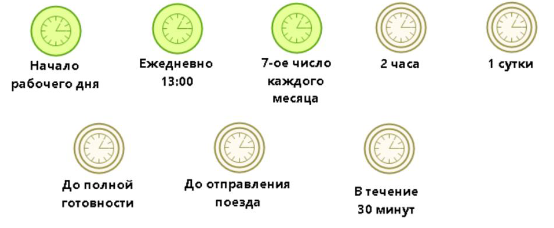 Начало
рабочего дня
Ежедневно
13:00
7-ое число
каждого
месяца
2 часа
1 сутки
До полной
готовности
До отправления
поезда
В течение
30 минут